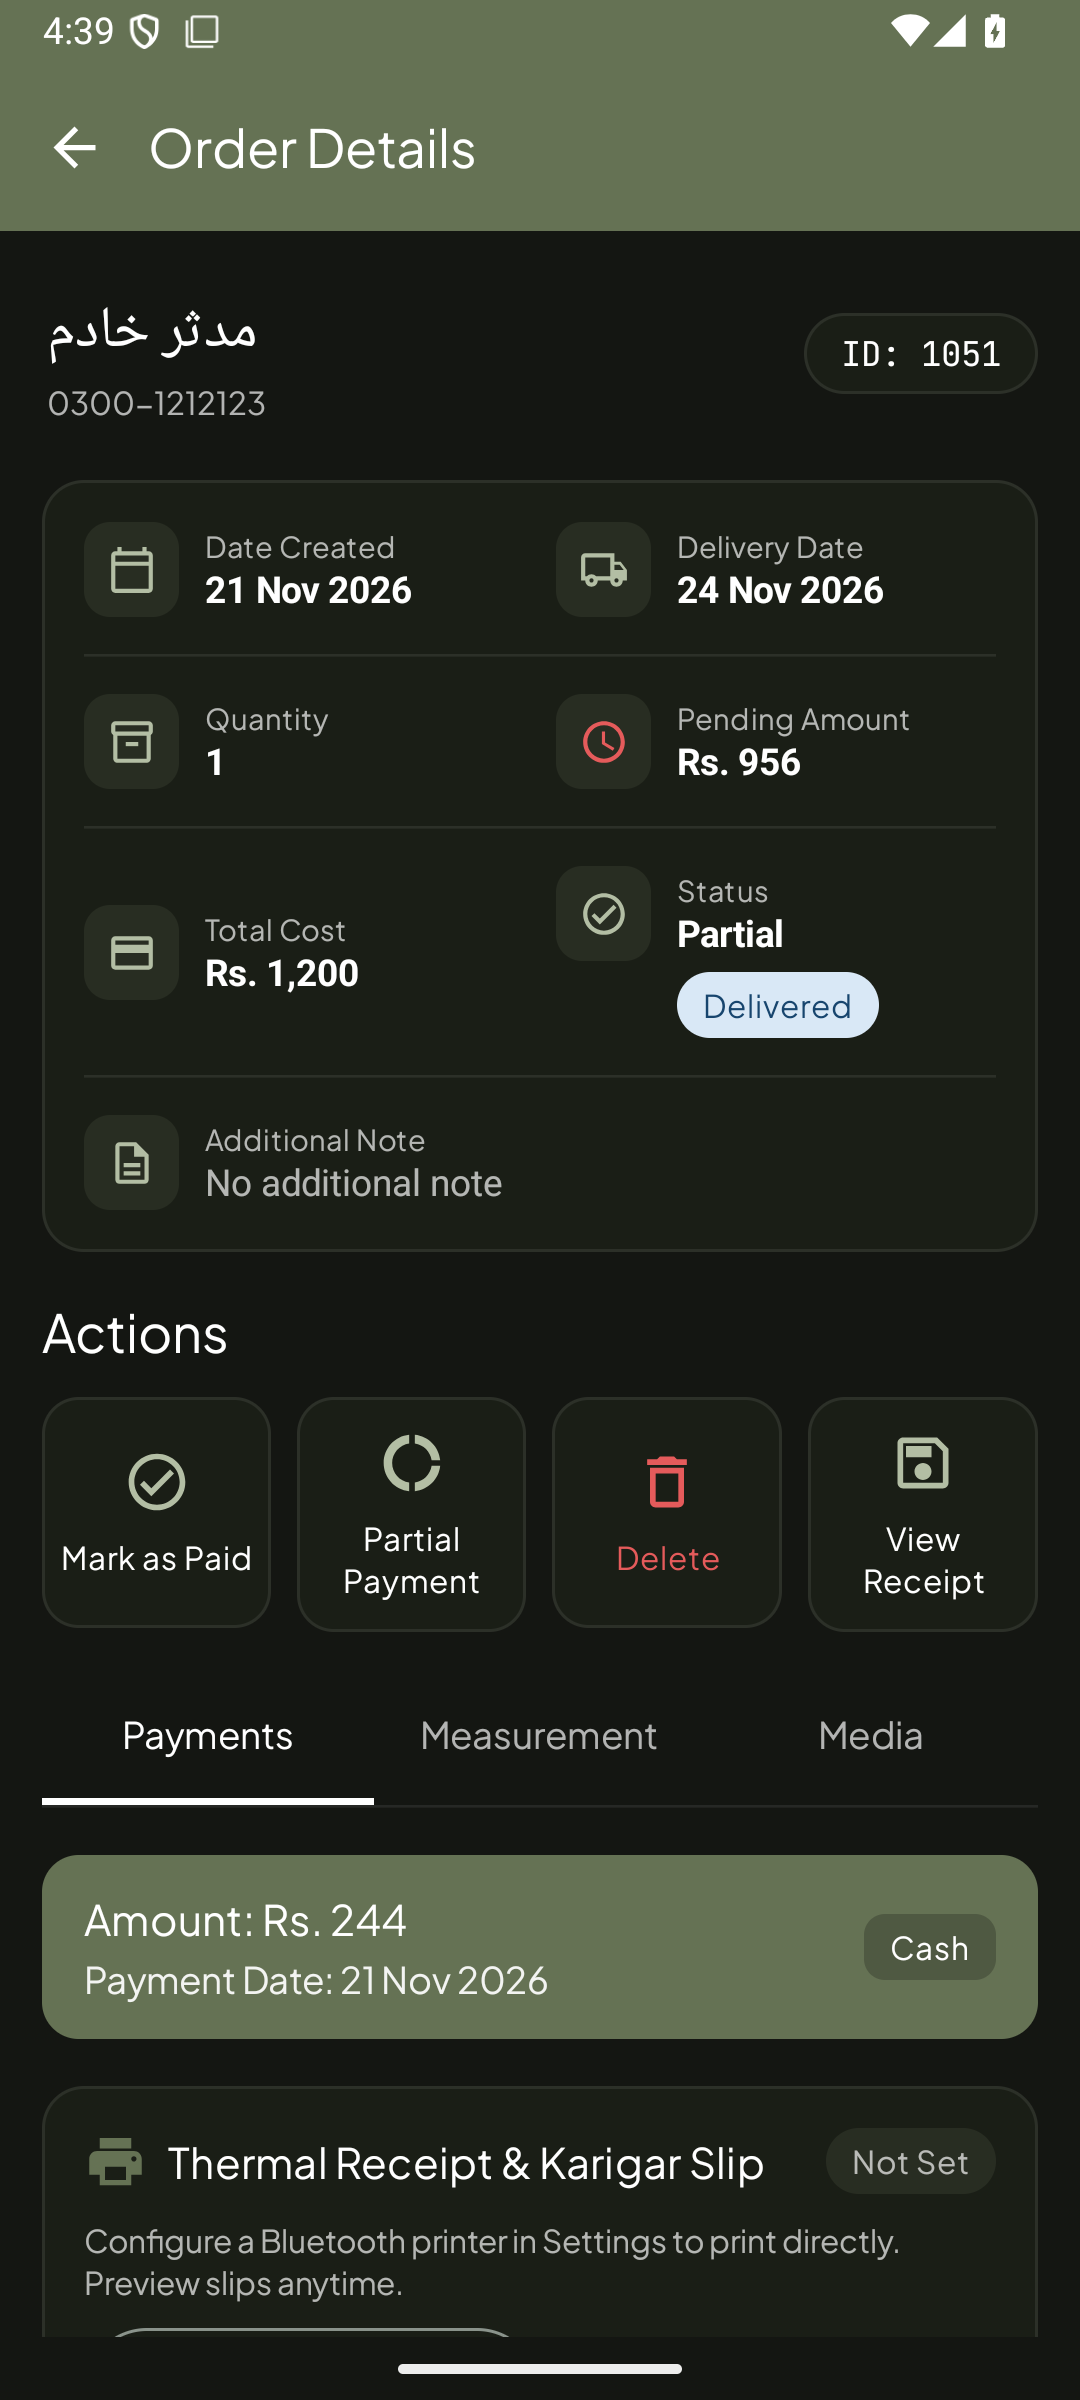 4:39
Order Details
مدثر خادم
ID: 1051
0300-1212123
Date Created
21 Nov 2026
Delivery Date
24 Nov 2026
Quantity
1
Pending Amount
Rs. 956
Total Cost
Rs. 1,200
Status
Partial
Delivered
Additional Note
No additional note
Actions
Mark as Paid
Partial
Payment
Delete
View
Receipt
Payments
Measurement
Media
Amount: Rs. 244
Payment Date: 21 Nov 2026
Cash
Thermal Receipt & Karigar Slip
Not Set
Configure a Bluetooth printer in Settings to print directly.
Preview slips anytime.